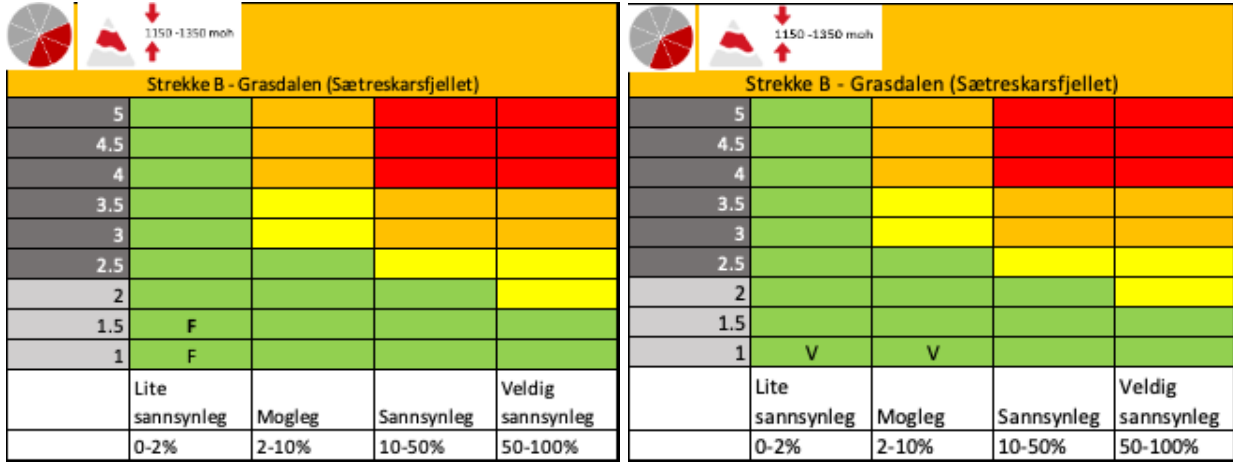 1150 -1350 moh
Strekke B - Grasdalen (Sætreskarsfjellet)
5
4.5
4
3.5
3
2.5
2
1.5 F
1 F
Lite sannsynleg Mogleg Sannsynleg Veldig sannsynleg
0-2% 2-10% 10-50% 50-100%
1150 -1350 moh
Strekke B - Grasdalen (Sætreskarsfjellet)
5
4.5
4
3.5
3
2.5
2
1.5
1 V V
Lite sannsynleg Mogleg Sannsynleg Veldig sannsynleg
0-2% 2-10% 10-50% 50-100%